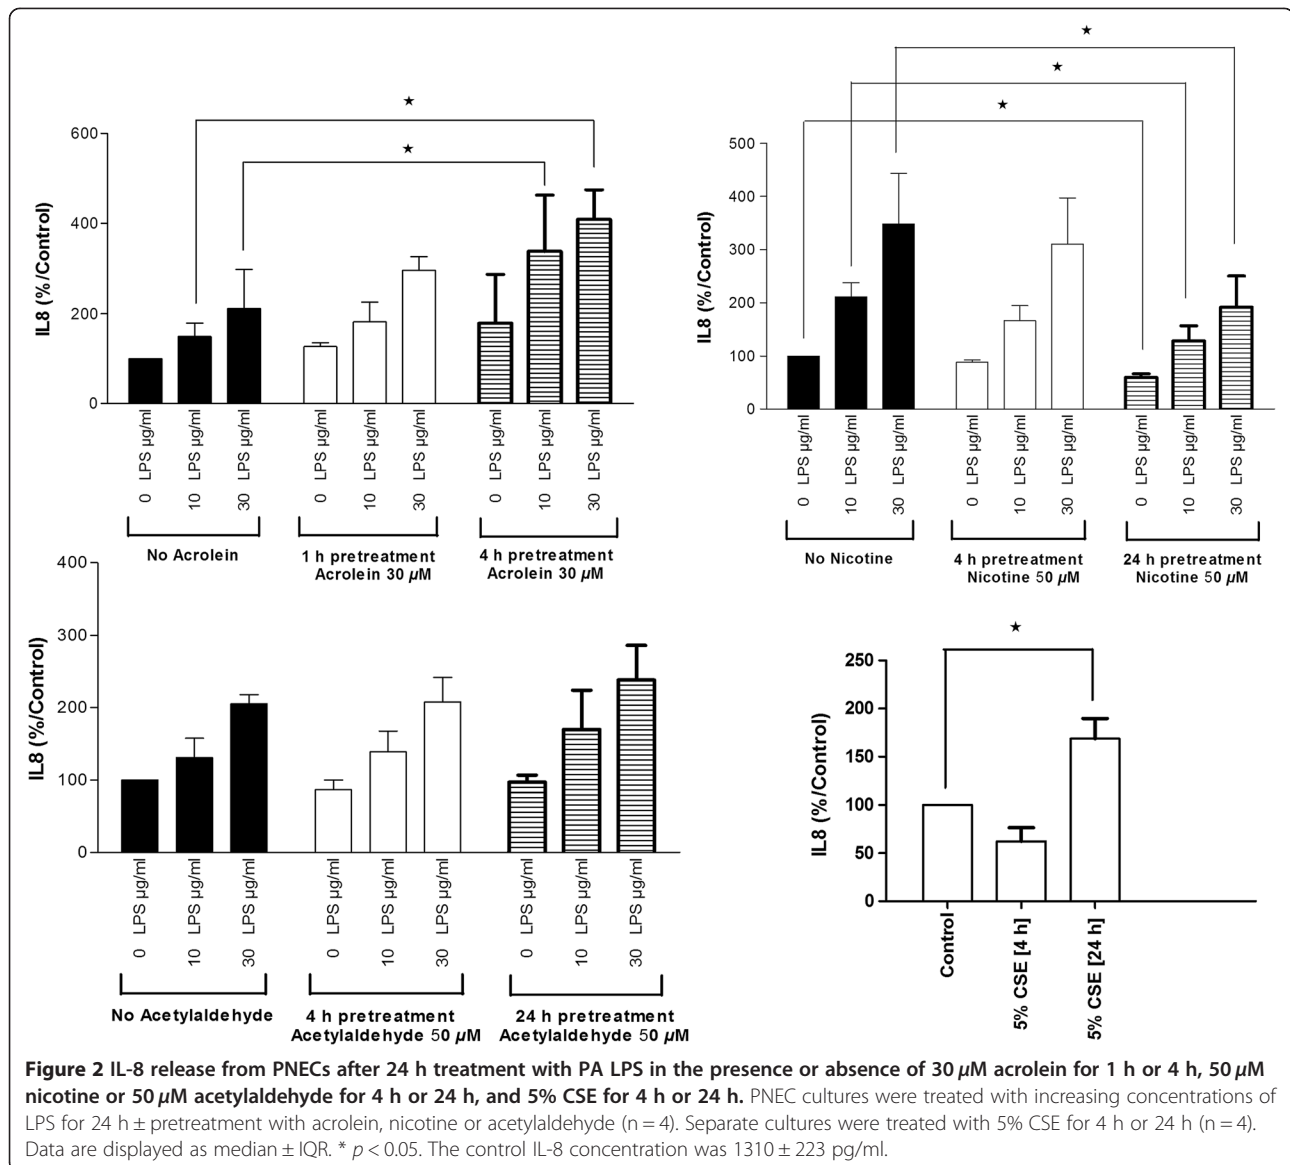 ★
★
600
400
200
0
IL8 (%/Control)
0 LPS µg/ml
10 LPS µg/ml
30 LPS µg/ml
0 LPS µg/ml
10 LPS µg/ml
30 LPS µg/ml
0 LPS µg/ml
10 LPS µg/ml
30 LPS µg/ml
No Acrolein
1 h pretreatment
Acrolein 30 µM
4 h pretreatment
Acrolein 30 µM
★
★
★
500
400
300
200
100
0
IL8 (%/Control)
0 LPS µg/ml
10 LPS µg/ml
30 LPS µg/ml
0 LPS µg/ml
10 LPS µg/ml
30 LPS µg/ml
0 LPS µg/ml
10 LPS µg/ml
30 LPS µg/ml
No Nicotine
4 h pretreatment
Nicotine 50 µM
24 h pretreatment
Nicotine 50 µM
400
300
200
100
0
IL8 (%/Control)
0 LPS µg/ml
10 LPS µg/ml
30 LPS µg/ml
0 LPS µg/ml
10 LPS µg/ml
30 LPS µg/ml
0 LPS µg/ml
10 LPS µg/ml
30 LPS µg/ml
No Acetylaldehyde
4 h pretreatment
Acetylaldehyde 50 µM
24 h pretreatment
Acetylaldehyde 50 µM
★
250
200
150
100
50
0
IL8 (%/Control)
Control
5% CSE [4 h]
5% CSE [24 h]
Figure 2 IL-8 release from PNECs after 24 h treatment with PA LPS in the presence or absence of 30 µM acrolein for 1 h or 4 h, 50 µM
nicotine or 50 µM acetylaldehyde for 4 h or 24 h, and 5% CSE for 4 h or 24 h. PNEC cultures were treated with increasing concentrations of
LPS for 24 h ± pretreatment with acrolein, nicotine or acetylaldehyde (n = 4). Separate cultures were treated with 5% CSE for 4 h or 24 h (n = 4).
Data are displayed as median ± IQR. * p < 0.05. The control IL-8 concentration was 1310 ± 223 pg/ml.